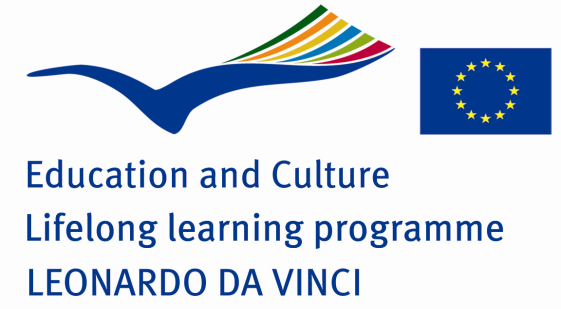 Education and Culture
Lifelong learning programme
LEONARDO DA VINCI